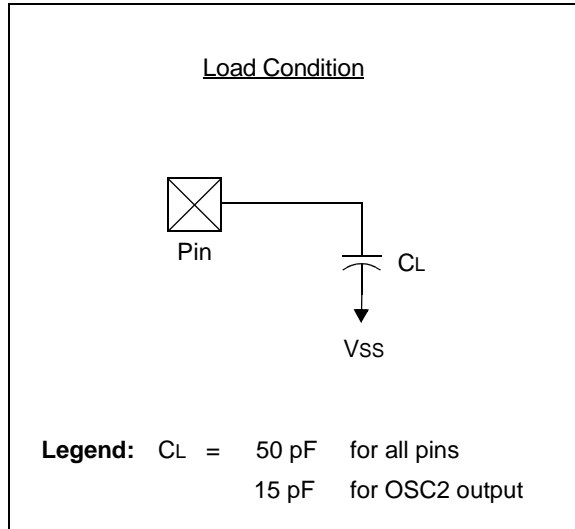 Load Condition
Pin
CL
VSS
Legend: CL = 50 pF for all pins
15 pF for OSC2 output